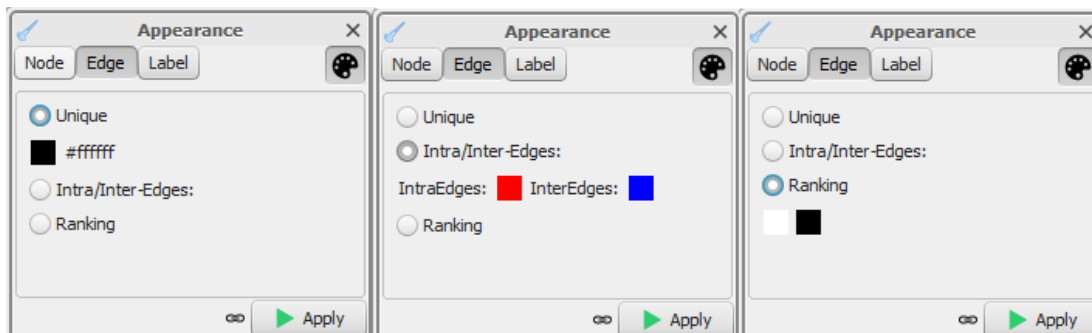 Appearance
Node Edge Label
Unique
#ffffff
Intra/Inter-Edges:
Ranking
Apply
Appearance
Node Edge Label
Unique
Intra/Inter-Edges:
IntraEdges: InterEdges:
Ranking
Apply
Appearance
Node Edge Label
Unique
Intra/Inter-Edges:
Ranking
Apply